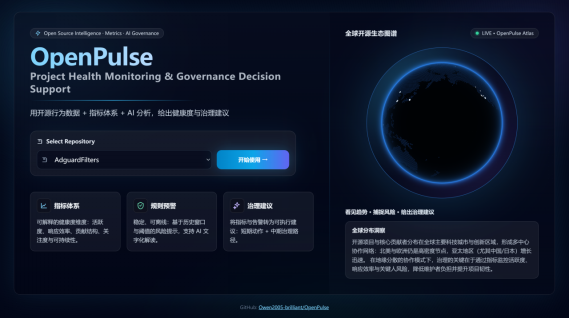 Open Source Intelligence · Metrics · AI Governance
OpenPulse
Project Health Monitoring & Governance Decision
Support
用开源行为数据 + 指标体系 + AI 分析，给出健康度与治理建议
Select Repository
AdguardFilters
开始使用 →
指标体系
可解释的健康度维度：活跃
度、响应效率、贡献结构、关
注度与可持续性。
规则预警
稳定、可离线：基于历史窗口
与阈值的风险提示，支持 AI 文
字化解读。
治理建议
将指标与告警转为可执行建
议：短期动作 + 中期治理路
径。
全球开源生态图谱
LIVE • OpenPulse Atlas
看见趋势 · 捕捉风险 · 给出治理建议
全球分布洞察
开源项目与核心贡献者分布在全球主要科技城市与创新区域，形成多中心
协作网络：北美与欧洲仍是高密度节点，亚太地区（尤其中国/日本）增长
迅速。 在地缘分散的协作模式下，治理的关键在于通过指标监控活跃度、
响应效率与关键人风险，降低维护者负担并提升项目韧性。
GitHub: Owen2005-brilliant/OpenPulse